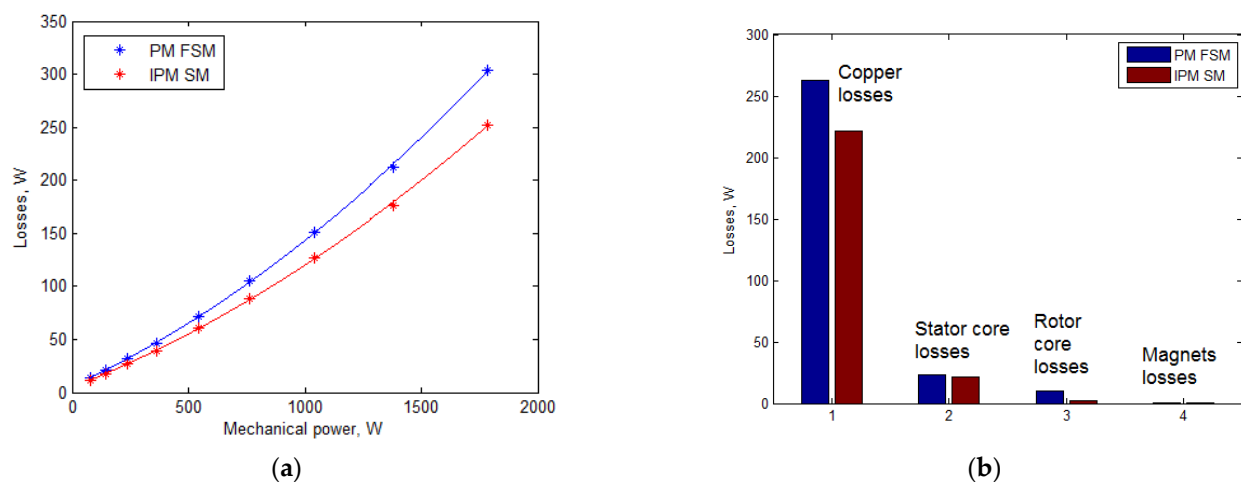 350
300
250
200
150
100
50
0
Losses, W
PM FSM
IPM SM
0 500 1000 1500 2000
Mechanical power, W
(a)
300
250
200
150
100
50
0
Losses, W
PM FSM
IPM SM
Copper
losses
Stator core
losses
Rotor
core
losses
Magnets
losses
1 2 3 4
(b)